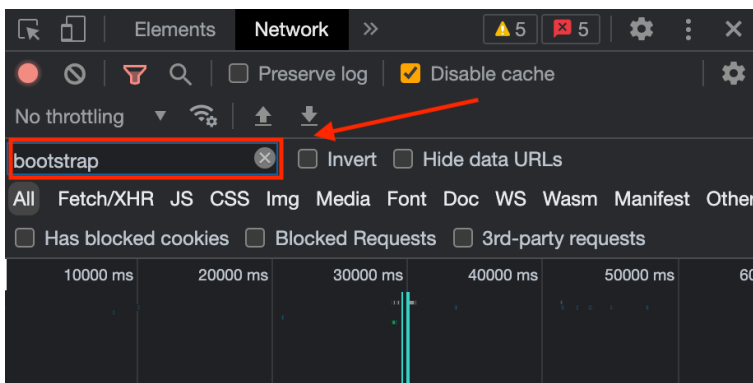 Elements Network 5 5
Preserve log Disable cache
No throttling
bootstrap Invert Hide data URLs
All Fetch/XHR JS CSS Img Media Font Doc WS Wasm Manifest Other
Has blocked cookies Blocked Requests 3rd-party requests
10000 ms 20000 ms 30000 ms 40000 ms 50000 ms 60